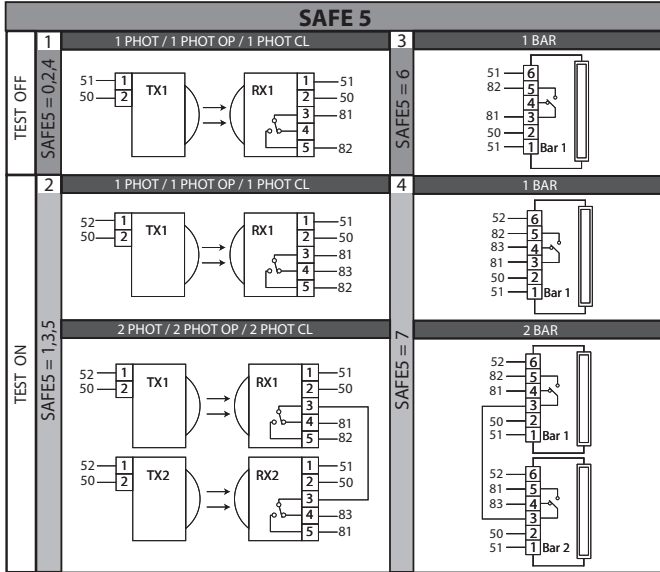 SAFE 5
TEST OFF
SAFE5 = 0,2,4
1
1 PHOT / 1 PHOT OP / 1 PHOT CL
51 1
50 2
TX1
RX1
1 51
2 50
3 81
4
5 82
SAFE5 = 6
3
1 BAR
51 6
82 5
4
81 3
50 2
51 1 Bar 1
TEST ON
SAFE5 = 1,3,5
2
1 PHOT / 1 PHOT OP / 1 PHOT CL
52 1
50 2
TX1
RX1
1 51
2 50
3 81
4 83
5 82
2 PHOT / 2 PHOT OP / 2 PHOT CL
52 1
50 2
TX1
RX1
1 51
2 50
3
4 81
5 82
52 1
50 2
TX2
RX2
1 51
2 50
3
4 83
5 81
SAFE5 = 7
4
1 BAR
52 6
82 5
83 4
81 3
50 2
51 1 Bar 1
2 BAR
52 6
82 5
81 4
3
50 2
51 1 Bar 1
52 6
81 5
83 4
3
50 2
51 1 Bar 2